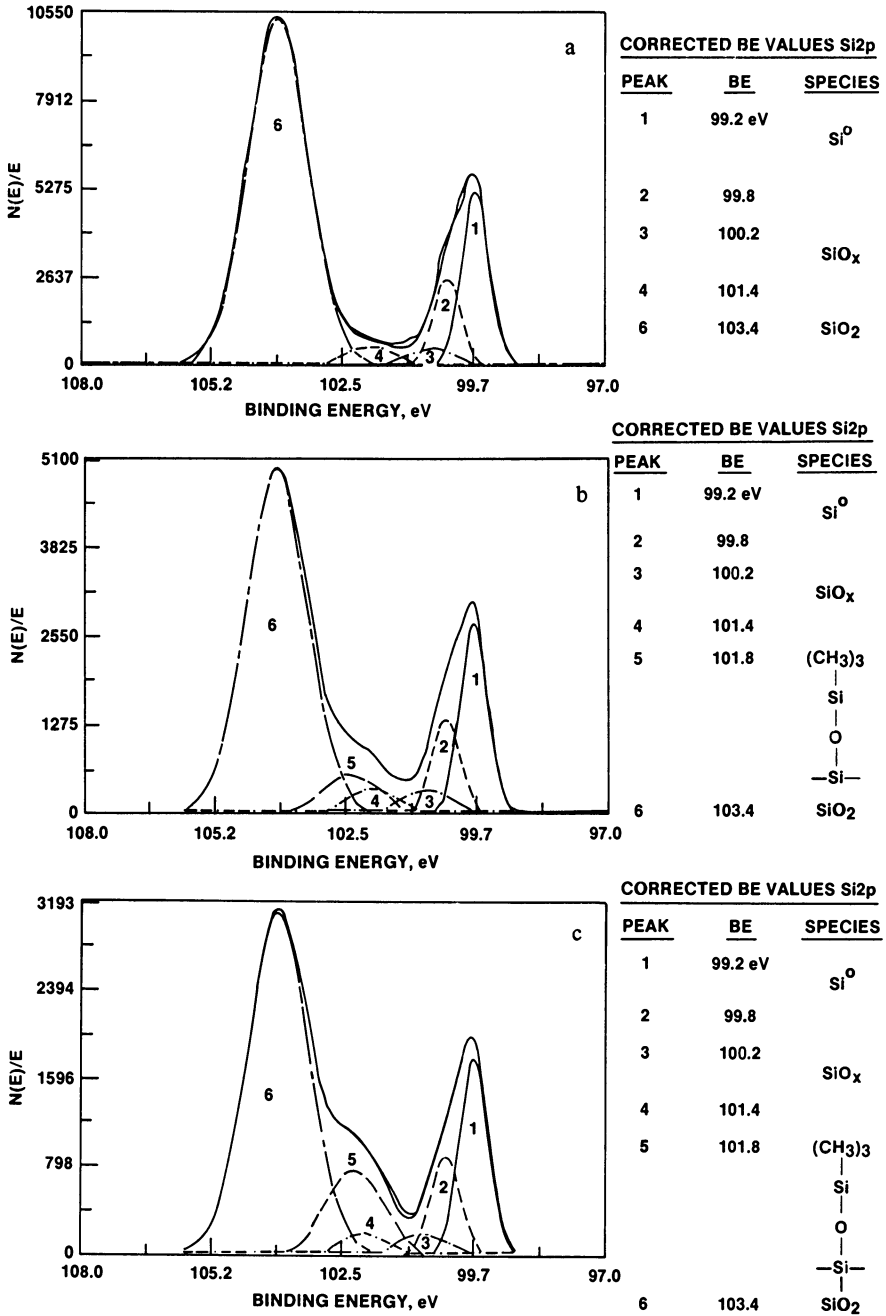 10550
7912
5275
2637
0
N(E)/E
a
6
4
3
2
1
108.0 105.2 102.5 99.7 97.0
BINDING ENERGY, eV
CORRECTED BE VALUES Si2p
PEAK BE SPECIES
1 99.2 eV
Si⁰
2 99.8
3 100.2
SiOₓ
4 101.4
6 103.4 SiO₂
5100
3825
2550
1275
0
N(E)/E
b
6
5
4
3
2
1
108.0 105.2 102.5 99.7 97.0
BINDING ENERGY, eV
CORRECTED BE VALUES Si2p
PEAK BE SPECIES
1 99.2 eV
Si⁰
2 99.8
3 100.2
SiOₓ
4 101.4
5 101.8 (CH3)3
Si
O
—Si—
6 103.4 SiO₂
3193
2394
1596
798
0
N(E)/E
c
6
5
4
3
2
1
108.0 105.2 102.5 99.7 97.0
BINDING ENERGY, eV
CORRECTED BE VALUES Si2p
PEAK BE SPECIES
1 99.2 eV
Si⁰
2 99.8
3 100.2
SiOₓ
4 101.4
5 101.8 (CH3)3
Si
O
—Si—
6 103.4 SiO₂